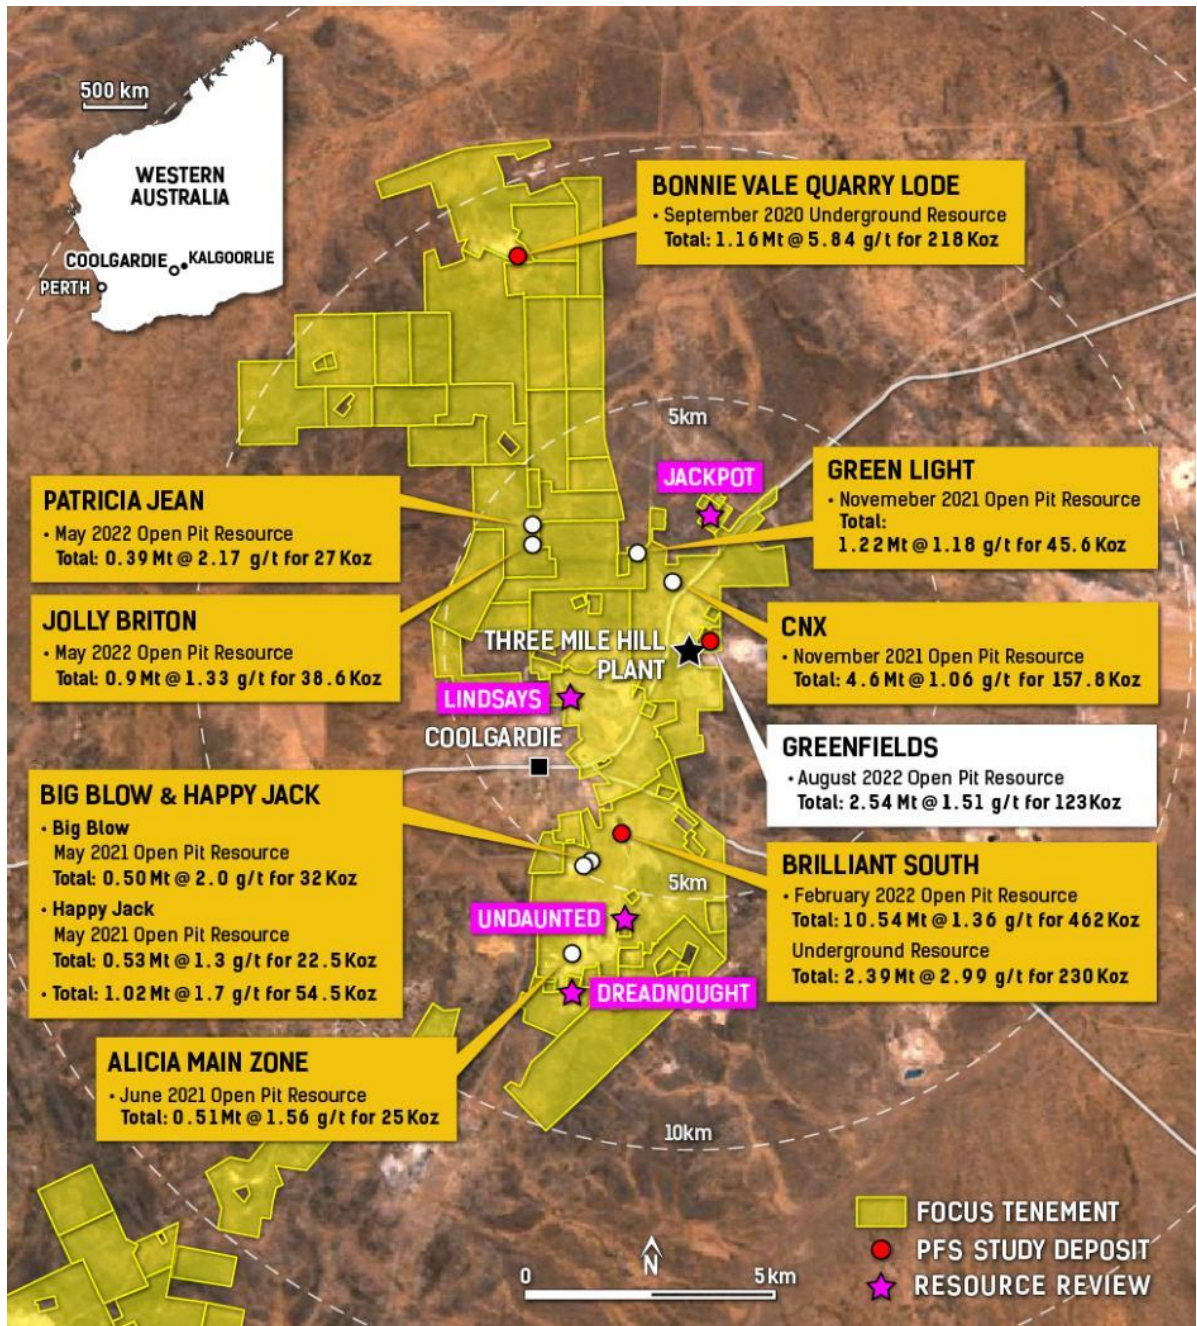 500 km
WESTERN
AUSTRALIA
COOLGARDIE
KALGOORLIE
PERTH
BONNIE VALE QUARRY LODE
• September 2020 Underground Resource
Total: 1.16 Mt @ 5.84 g/t for 218 Koz
5km
JACKPOT
GREEN LIGHT
• Novemeber 2021 Open Pit Resource
Total:
1.22 Mt @ 1.18 g/t for 45.6 Koz
PATRICIA JEAN
• May 2022 Open Pit Resource
Total: 0.39 Mt @ 2.17 g/t for 27 Koz
JOLLY BRITON
• May 2022 Open Pit Resource
Total: 0.9 Mt @ 1.33 g/t for 38.6 Koz
CNX
• November 2021 Open Pit Resource
Total: 4.6 Mt @ 1.06 g/t for 157.8 Koz
THREE MILE HILL
PLANT
LINDSAYS
COOLGARDIE
GREENFIELDS
• August 2022 Open Pit Resource
Total: 2.54 Mt @ 1.51 g/t for 123 Koz
BIG BLOW & HAPPY JACK
• Big Blow
May 2021 Open Pit Resource
Total: 0.50 Mt @ 2.0 g/t for 32 Koz
• Happy Jack
May 2021 Open Pit Resource
Total: 0.53 Mt @ 1.3 g/t for 22.5 Koz
• Total: 1.02 Mt @ 1.7 g/t for 54.5 Koz
BRILLIANT SOUTH
• February 2022 Open Pit Resource
Total: 10.54 Mt @ 1.36 g/t for 462 Koz
Underground Resource
Total: 2.39 Mt @ 2.99 g/t for 230 Koz
5km
UNDAUNTED
DREADNOUGHT
ALICIA MAIN ZONE
• June 2021 Open Pit Resource
Total: 0.51 Mt @ 1.56 g/t for 25 Koz
10km
FOCUS TENEMENT
PFS STUDY DEPOSIT
RESOURCE REVIEW
N
0
5km